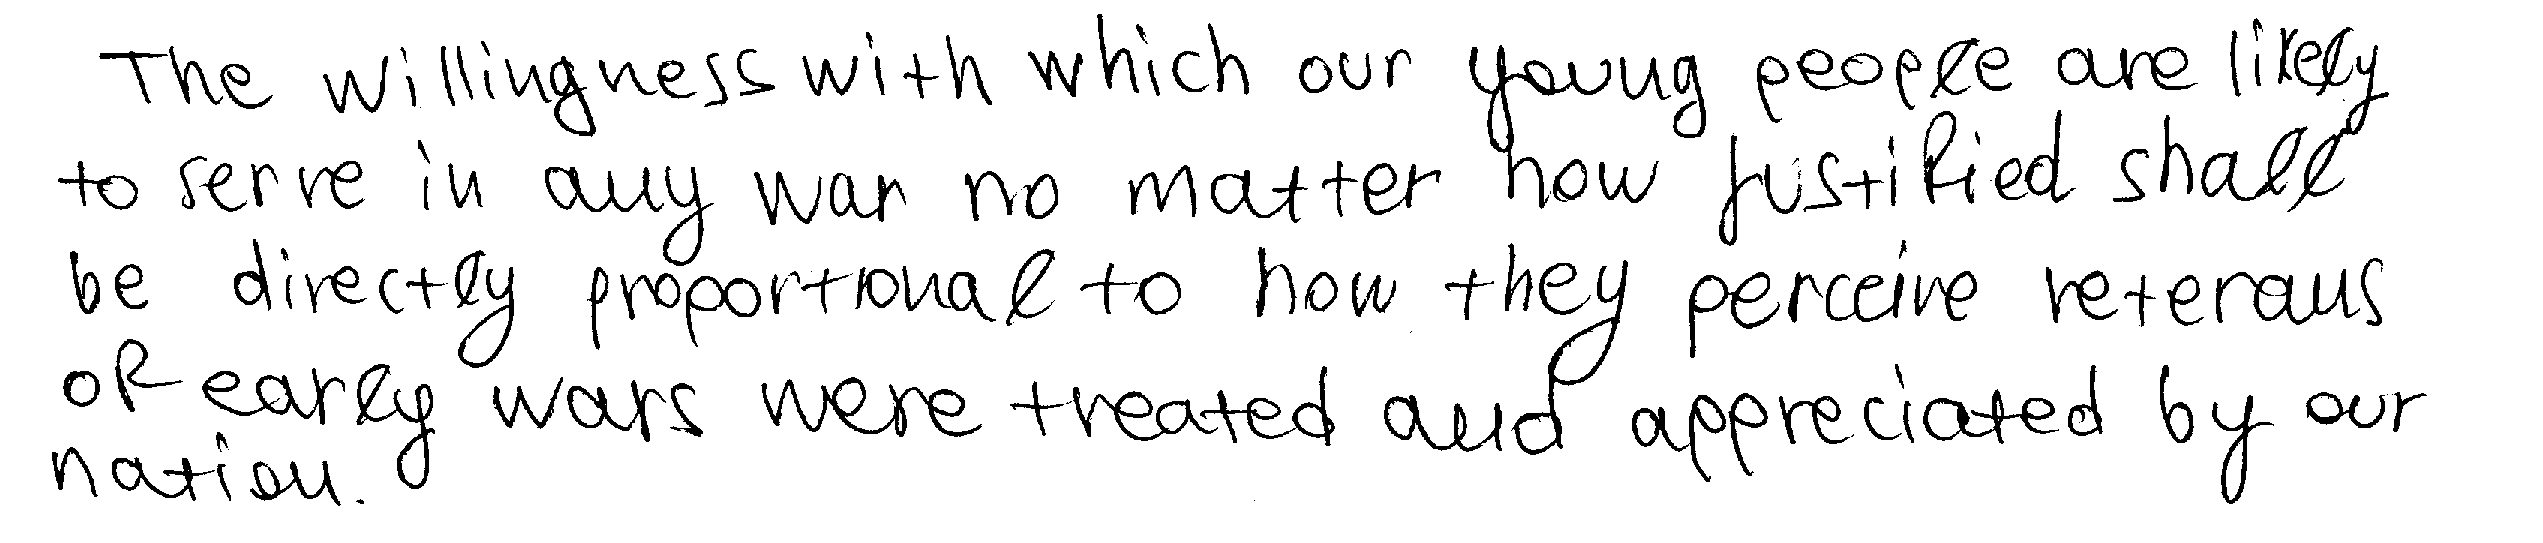 The willingness with which our young people are likely
to serve in any war no matter how justified shall
be directly proportional to how they perceive veterans
of early wars were treated and appreciated by our
nation.